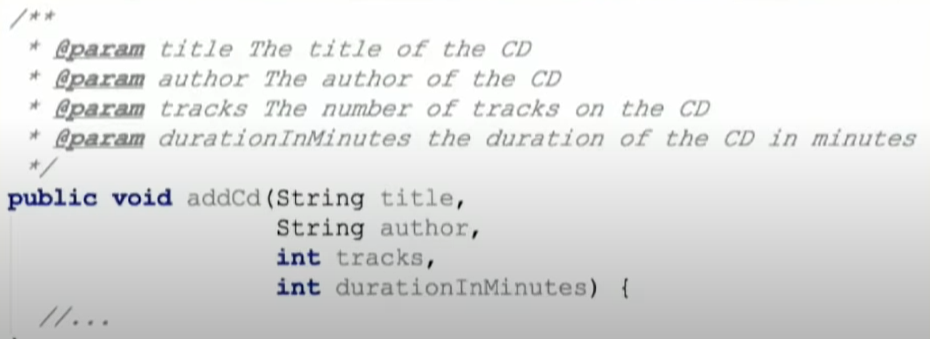 /**
* @param title The title of the CD
* @param author The author of the CD
* @param tracks The number of tracks on the CD
* @param durationInMinutes the duration of the CD in minutes
*/
public void addCd(String title,
String author,
int tracks,
int durationInMinutes) {
//...